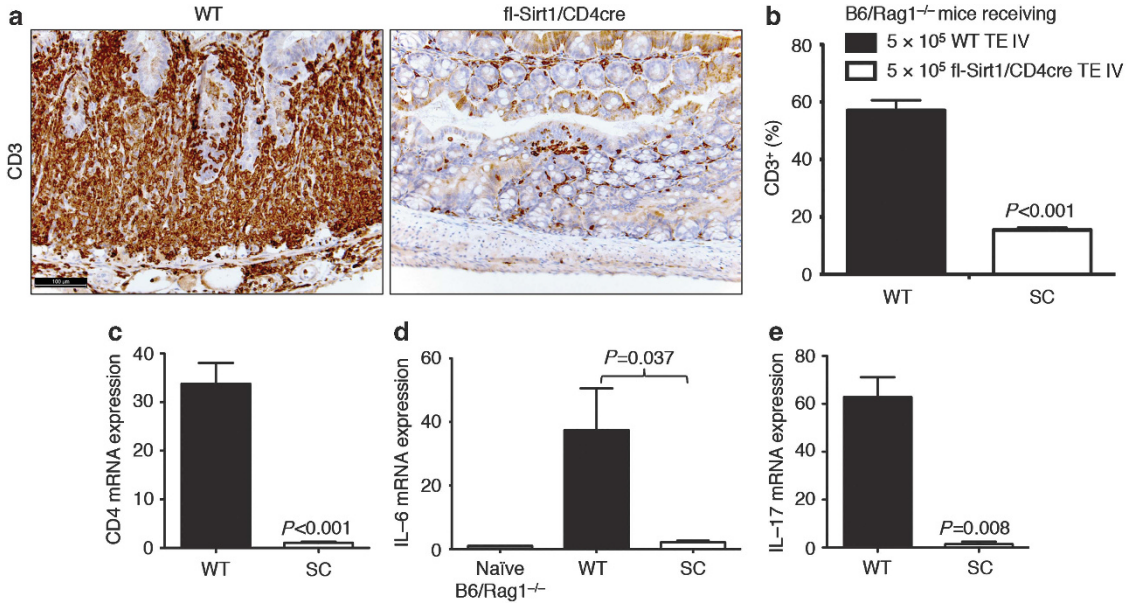 a
WT
fl-Sirt1/CD4cre
CD3
100 μm
b
B6/Rag1⁻/⁻ mice receiving
5 × 10⁵ WT TE IV
5 × 10⁵ fl-Sirt1/CD4cre TE IV
CD3⁺ (%)
80
60
40
20
0
P<0.001
WT
SC
c
CD4 mRNA expression
40
30
20
10
0
P<0.001
WT
SC
d
IL–6 mRNA expression
60
40
20
0
P=0.037
Naïve
B6/Rag1⁻/⁻
WT
SC
e
IL–17 mRNA expression
80
60
40
20
0
P=0.008
WT
SC